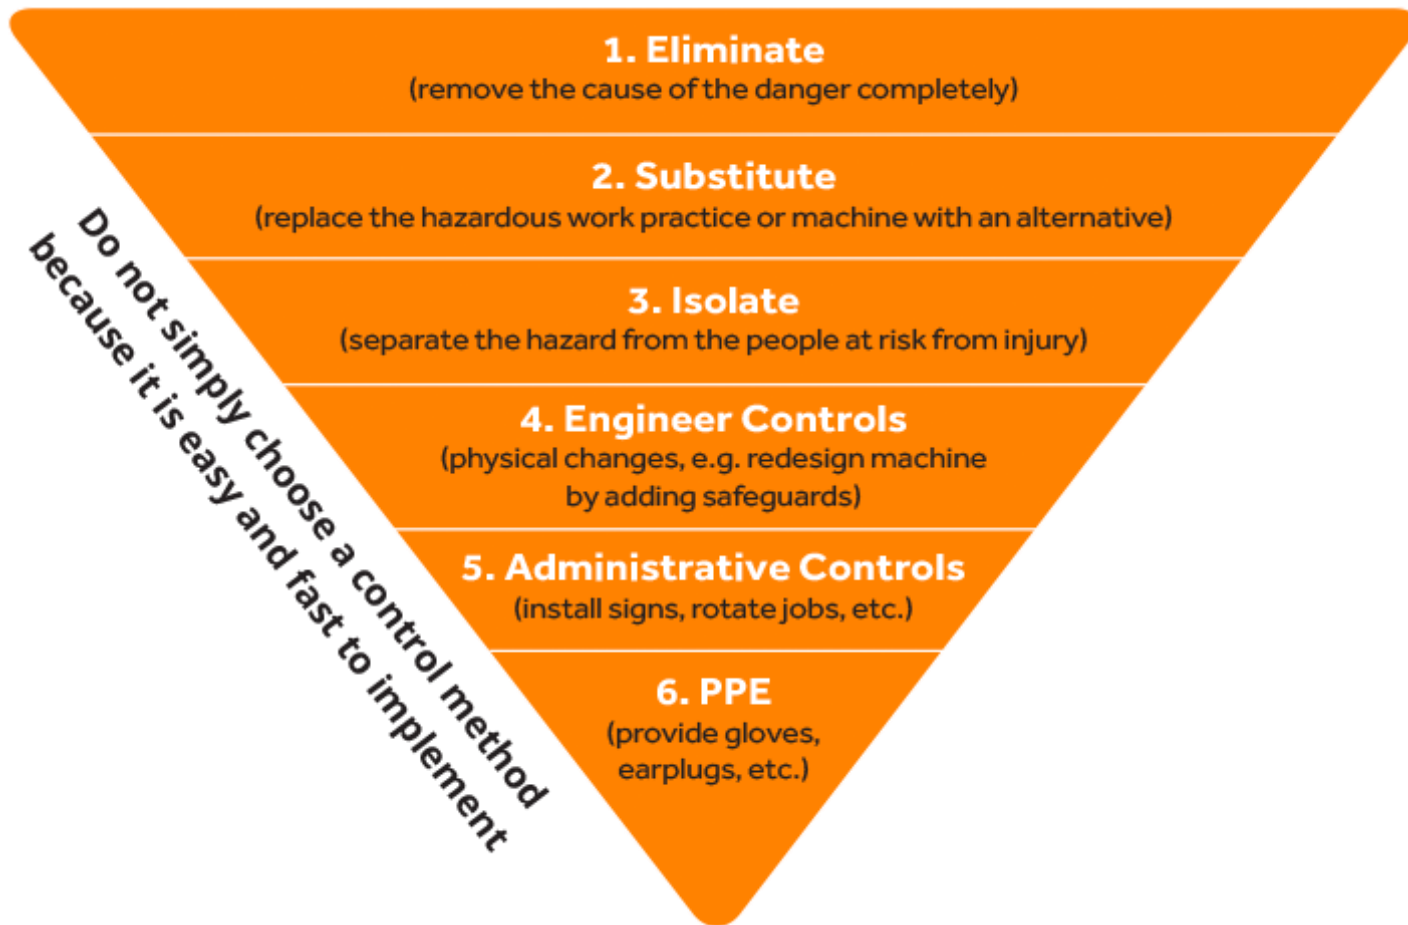 1. Eliminate
(remove the cause of the danger completely)
2. Substitute
(replace the hazardous work practice or machine with an alternative)
3. Isolate
(separate the hazard from the people at risk from injury)
4. Engineer Controls
(physical changes, e.g. redesign machine
by adding safeguards)
5. Administrative Controls
(install signs, rotate jobs, etc.)
6. PPE
(provide gloves,
earplugs, etc.)
Do not simply choose a control method
because it is easy and fast to implement